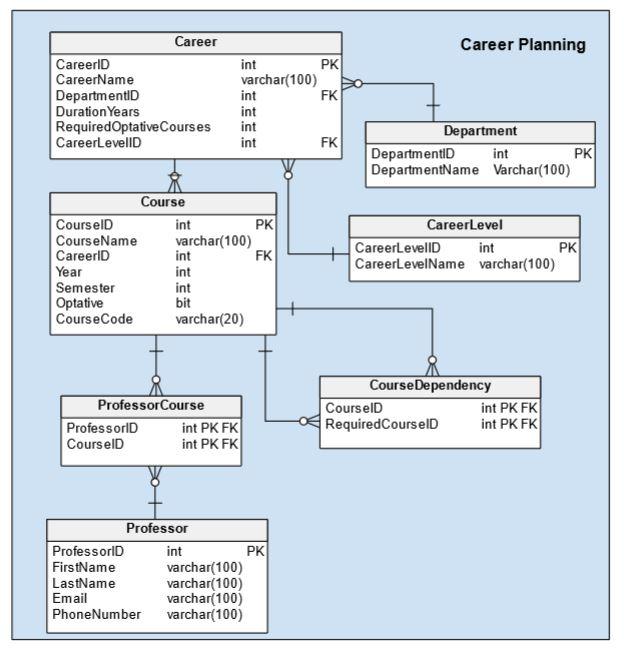 Career Planning
Career
CareerID int PK
CareerName varchar(100)
DepartmentID int FK
DurationYears int
RequiredOptativeCourses int
CareerLevelID int FK
Department
DepartmentID int PK
DepartmentName Varchar(100)
Course
CourseID int PK
CourseName varchar(100)
CareerID int FK
Year int
Semester int
Optative bit
CourseCode varchar(20)
CareerLevel
CareerLevelID int PK
CareerLevelName varchar(100)
CourseDependency
CourseID int PK FK
RequiredCourseID int PK FK
ProfessorCourse
ProfessorID int PK FK
CourseID int PK FK
Professor
ProfessorID int PK
FirstName varchar(100)
LastName varchar(100)
Email varchar(100)
PhoneNumber varchar(100)